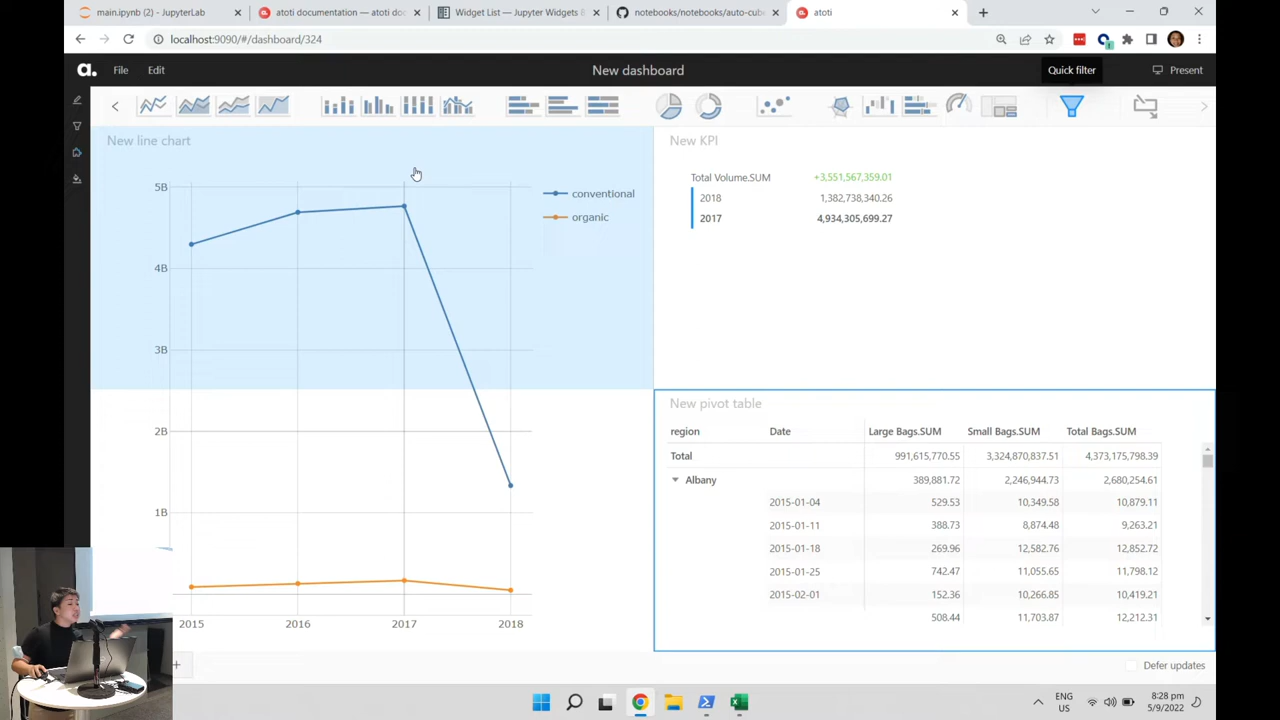 main.ipynb (2) - JupyterLab
atoti documentation — atoti doc
Widget List — Jupyter Widgets 8
notebooks/notebooks/auto-cube
atoti
localhost:9090/#/dashboard/324
a.
File
Edit
New dashboard
Quick filter
Present
New line chart
5B
4B
3B
2B
1B
2015
2016
2017
2018
conventional
organic
New KPI
Total Volume.SUM +3,551,567,359.01
2018 1,382,738,340.26
2017 4,934,305,699.27
New pivot table
region Date Large Bags.SUM Small Bags.SUM Total Bags.SUM
Total 991,615,770.55 3,324,870,837.51 4,373,175,798.39
Albany 389,881.72 2,246,944.73 2,680,254.61
2015-01-04 529.53 10,349.58 10,879.11
2015-01-11 388.73 8,874.48 9,263.21
2015-01-18 269.96 12,582.76 12,852.72
2015-01-25 742.47 11,055.65 11,798.12
2015-02-01 152.36 10,266.85 10,419.21
508.44 11,703.87 12,212.31
Defer updates
ENG
US
8:28 pm
5/9/2022